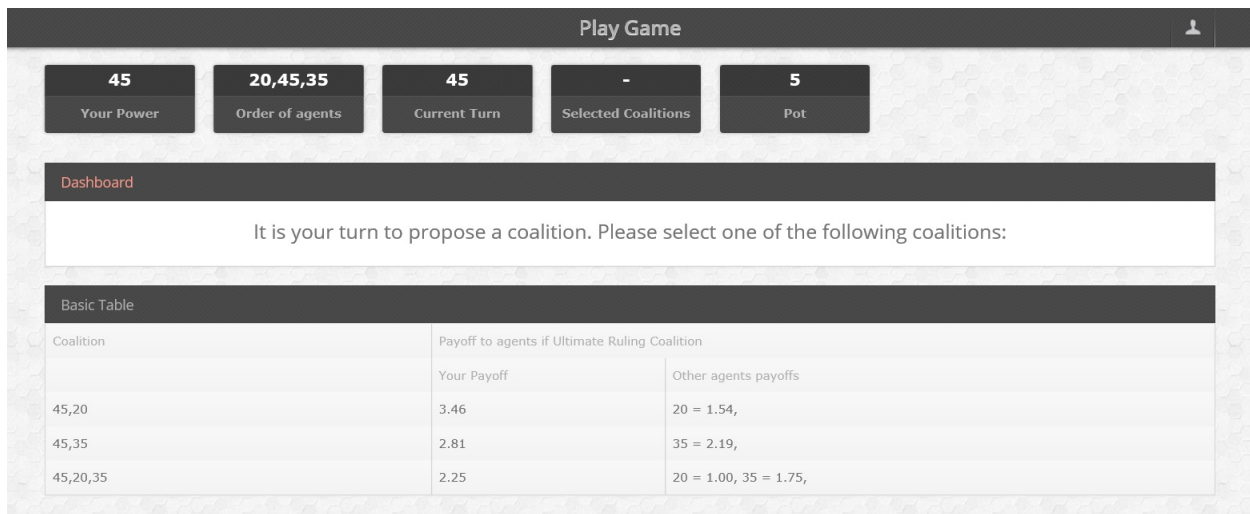 Play Game
45 20,45,35 45 - 5
Your Power Order of agents Current Turn Selected Coalitions Pot
Dashboard
It is your turn to propose a coalition. Please select one of the following coalitions:
Basic Table
Coalition Payoff to agents if Ultimate Ruling Coalition
Your Payoff Other agents payoffs
45,20 3.46 20 = 1.54,
45,35 2.81 35 = 2.19,
45,20,35 2.25 20 = 1.00, 35 = 1.75,